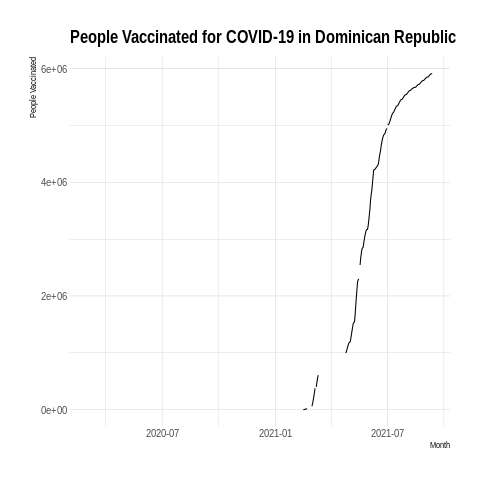 People Vaccinated for COVID-19 in Dominican Republic
People Vaccinated
6e+06
4e+06
2e+06
0e+00
2020-07
2021-01
2021-07
Month